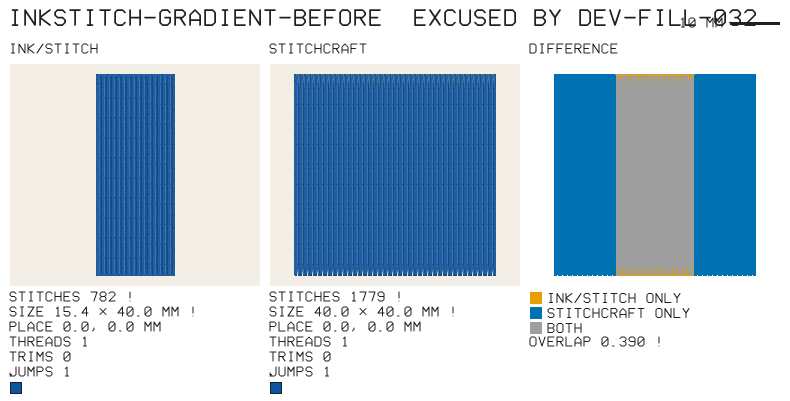 INKSTITCH-GRADIENT-BEFORE  EXCUSED BY DEV-FILL-032
10 MM
INK/STITCH
STITCHCRAFT
DIFFERENCE
STITCHES 782 !
SIZE 15.4 × 40.0 MM !
PLACE 0.0, 0.0 MM
THREADS 1
TRIMS 0
JUMPS 1
STITCHES 1779 !
SIZE 40.0 × 40.0 MM !
PLACE 0.0, 0.0 MM
THREADS 1
TRIMS 0
JUMPS 1
INK/STITCH ONLY
STITCHCRAFT ONLY
BOTH
OVERLAP 0.390 !